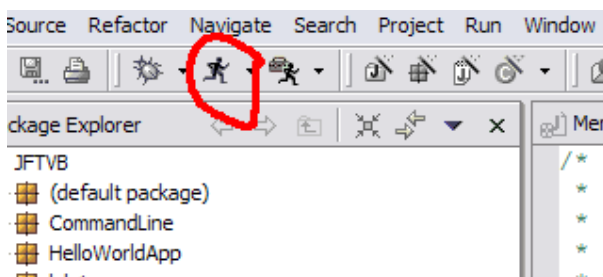 Source Refactor Navigate Search Project Run Window
ckage Explorer
Mer
JFTVB
/*
(default package)
*
CommandLine
*
HelloWorldApp
*